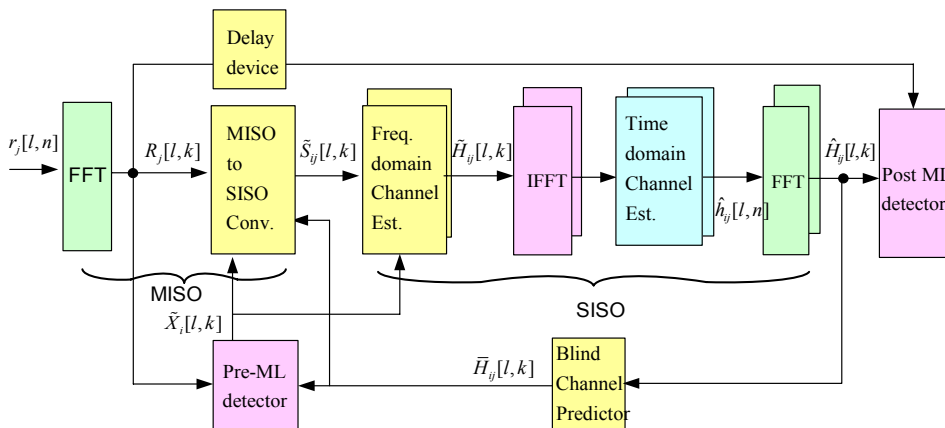 Delay
device
r_j[l,n]
FFT
R_j[l,k]
MISO
to
SISO
Conv.
S̃_ij[l,k]
Freq.
domain
Channel
Est.
H̃_ij[l,k]
IFFT
Time
domain
Channel
Est.
ĥ_ij[l,n]
FFT
Ĥ_ij[l,k]
Post ML
detector
MISO
SISO
X̃_i[l,k]
Pre-ML
detector
H̅_ij[l,k]
Blind
Channel
Predictor